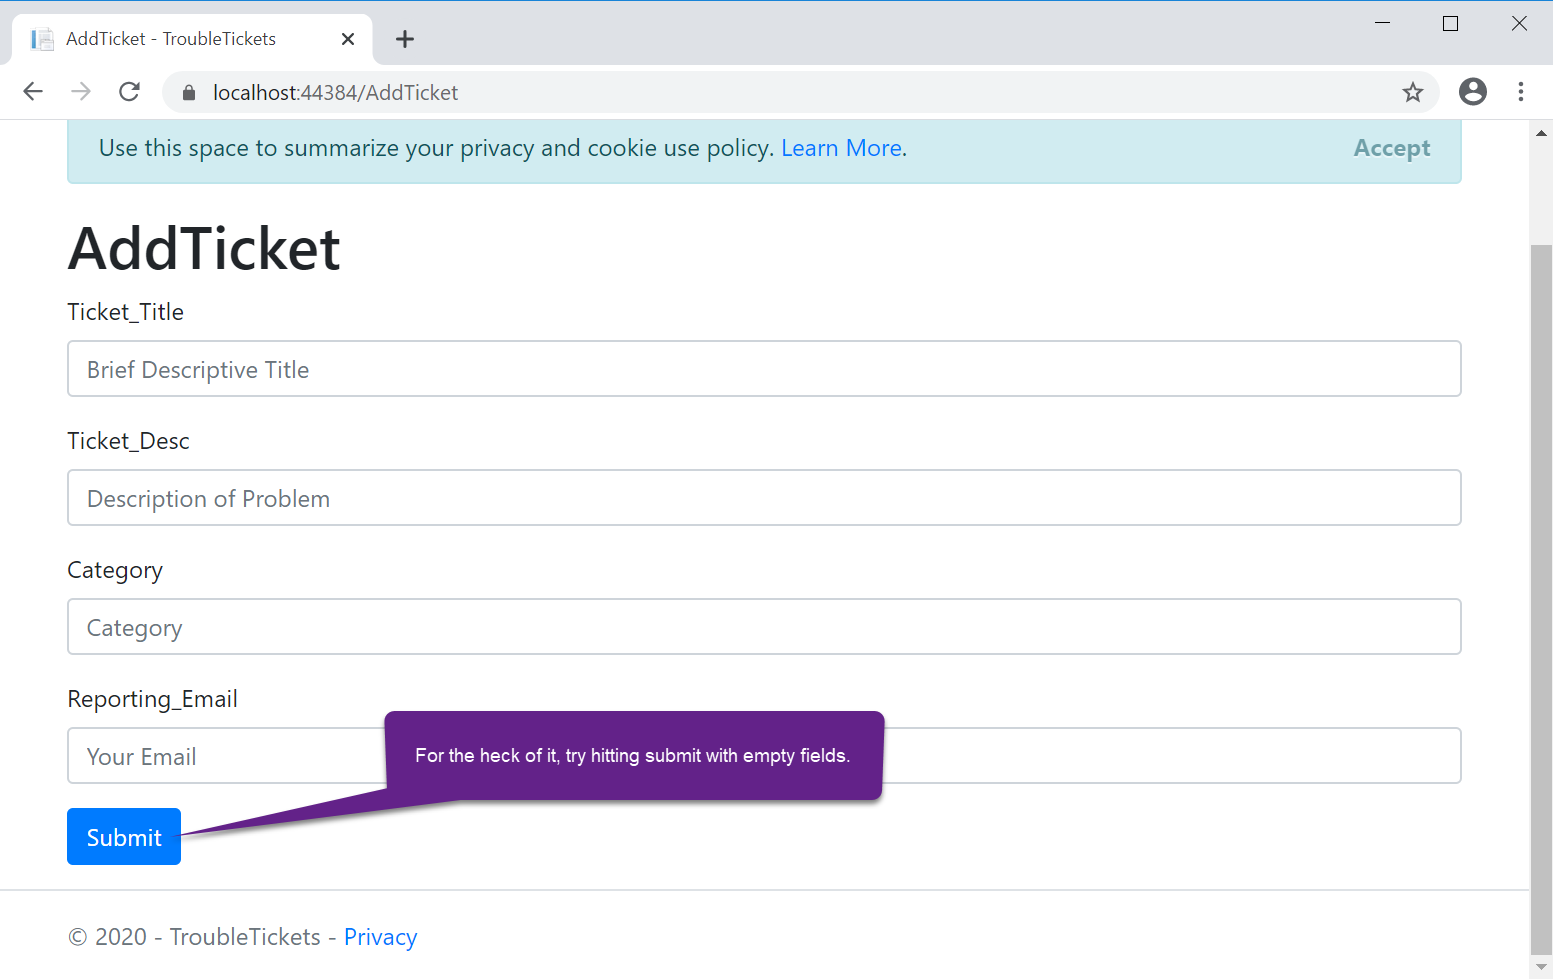 AddTicket - TroubleTickets
localhost:44384/AddTicket
Use this space to summarize your privacy and cookie use policy. Learn More. Accept
AddTicket
Ticket_Title
Brief Descriptive Title
Ticket_Desc
Description of Problem
Category
Category
Reporting_Email
Your Email
For the heck of it, try hitting submit with empty fields.
Submit
© 2020 - TroubleTickets - Privacy